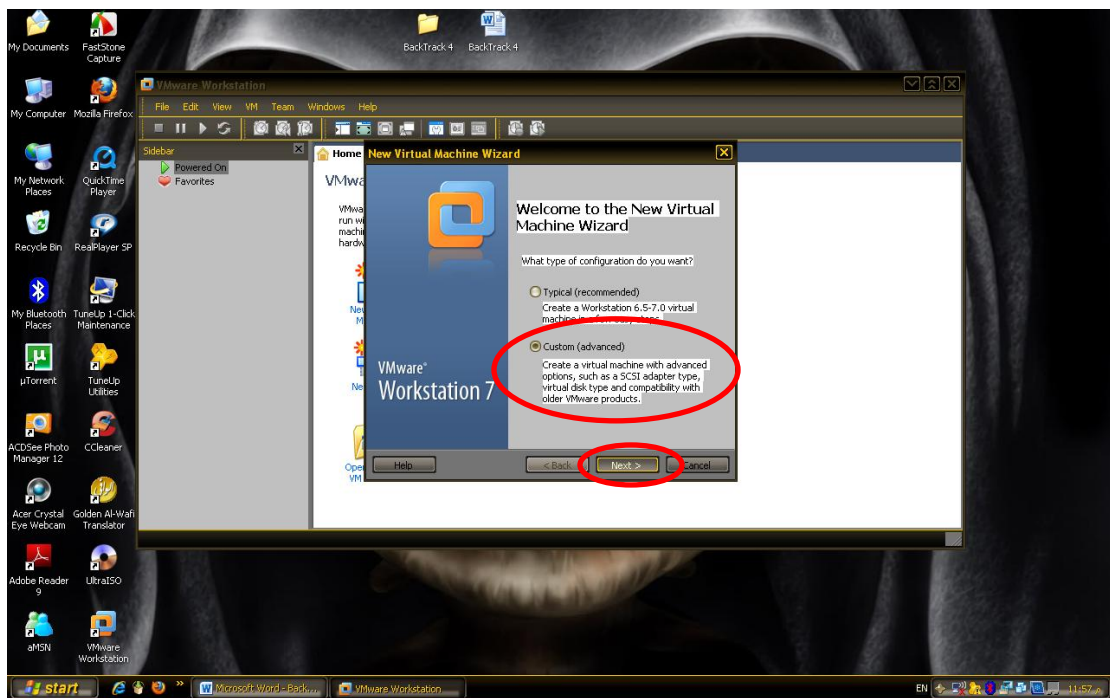 My Documents
FastStone
Capture
BackTrack 4
BackTrack 4
My Computer
Mozilla Firefox
My Network
Places
QuickTime
Player
Recycle Bin
RealPlayer SP
My Bluetooth
Places
TuneUp 1-Click
Maintenance
µTorrent
TuneUp
Utilities
ACDSee Photo
Manager 12
CCleaner
Acer Crystal
Eye Webcam
Golden Al-Wafi
Translator
Adobe Reader
9
UltraISO
aMSN
VMware
Workstation
VMware Workstation
File Edit View VM Team Windows Help
Sidebar
Powered On
Favorites
Home
New Virtual Machine Wizard
Welcome to the New Virtual
Machine Wizard
What type of configuration do you want?
Typical (recommended)
Create a Workstation 6.5-7.0 virtual
Custom (advanced)
Create a virtual machine with advanced
options, such as a SCSI adapter type,
virtual disk type and compatibility with
older VMware products.
VMware
Workstation 7
Help
< Back
Next >
Cancel
start
Microsoft Word - Back...
VMware Workstation
EN
11:57